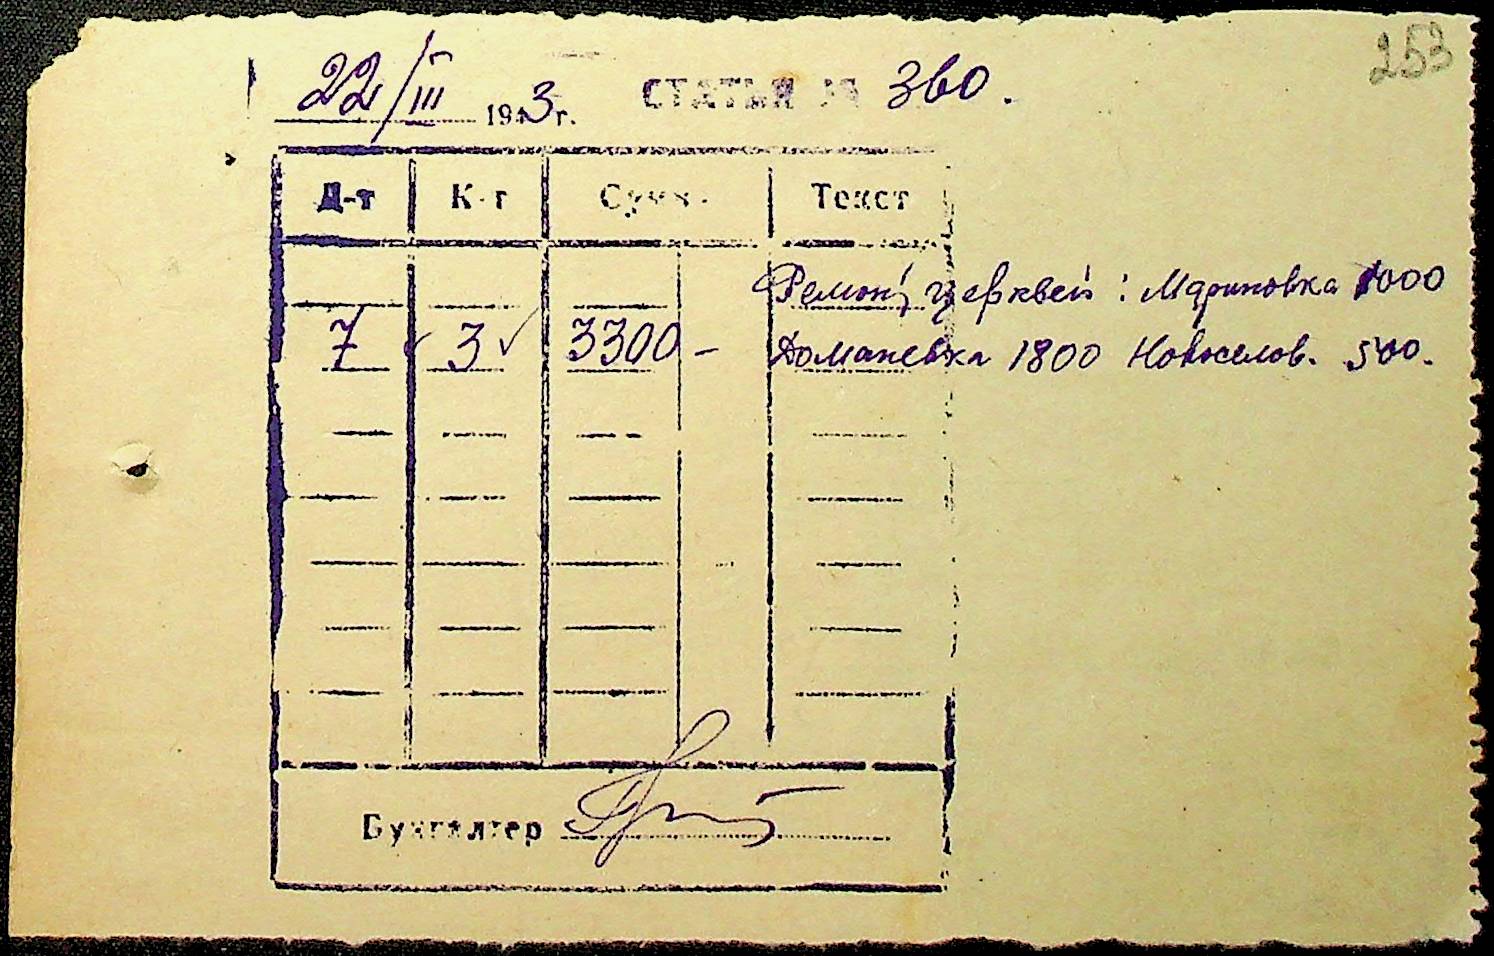 253
22/III 1943 г. СТАТЬЯ № 360.
Д-т К-т Сумма Текст
Ремонт церквей: Мариновка 1000
7 3 3300 – Доманевка 1800 Новоселов. 500.
Бухгалтер